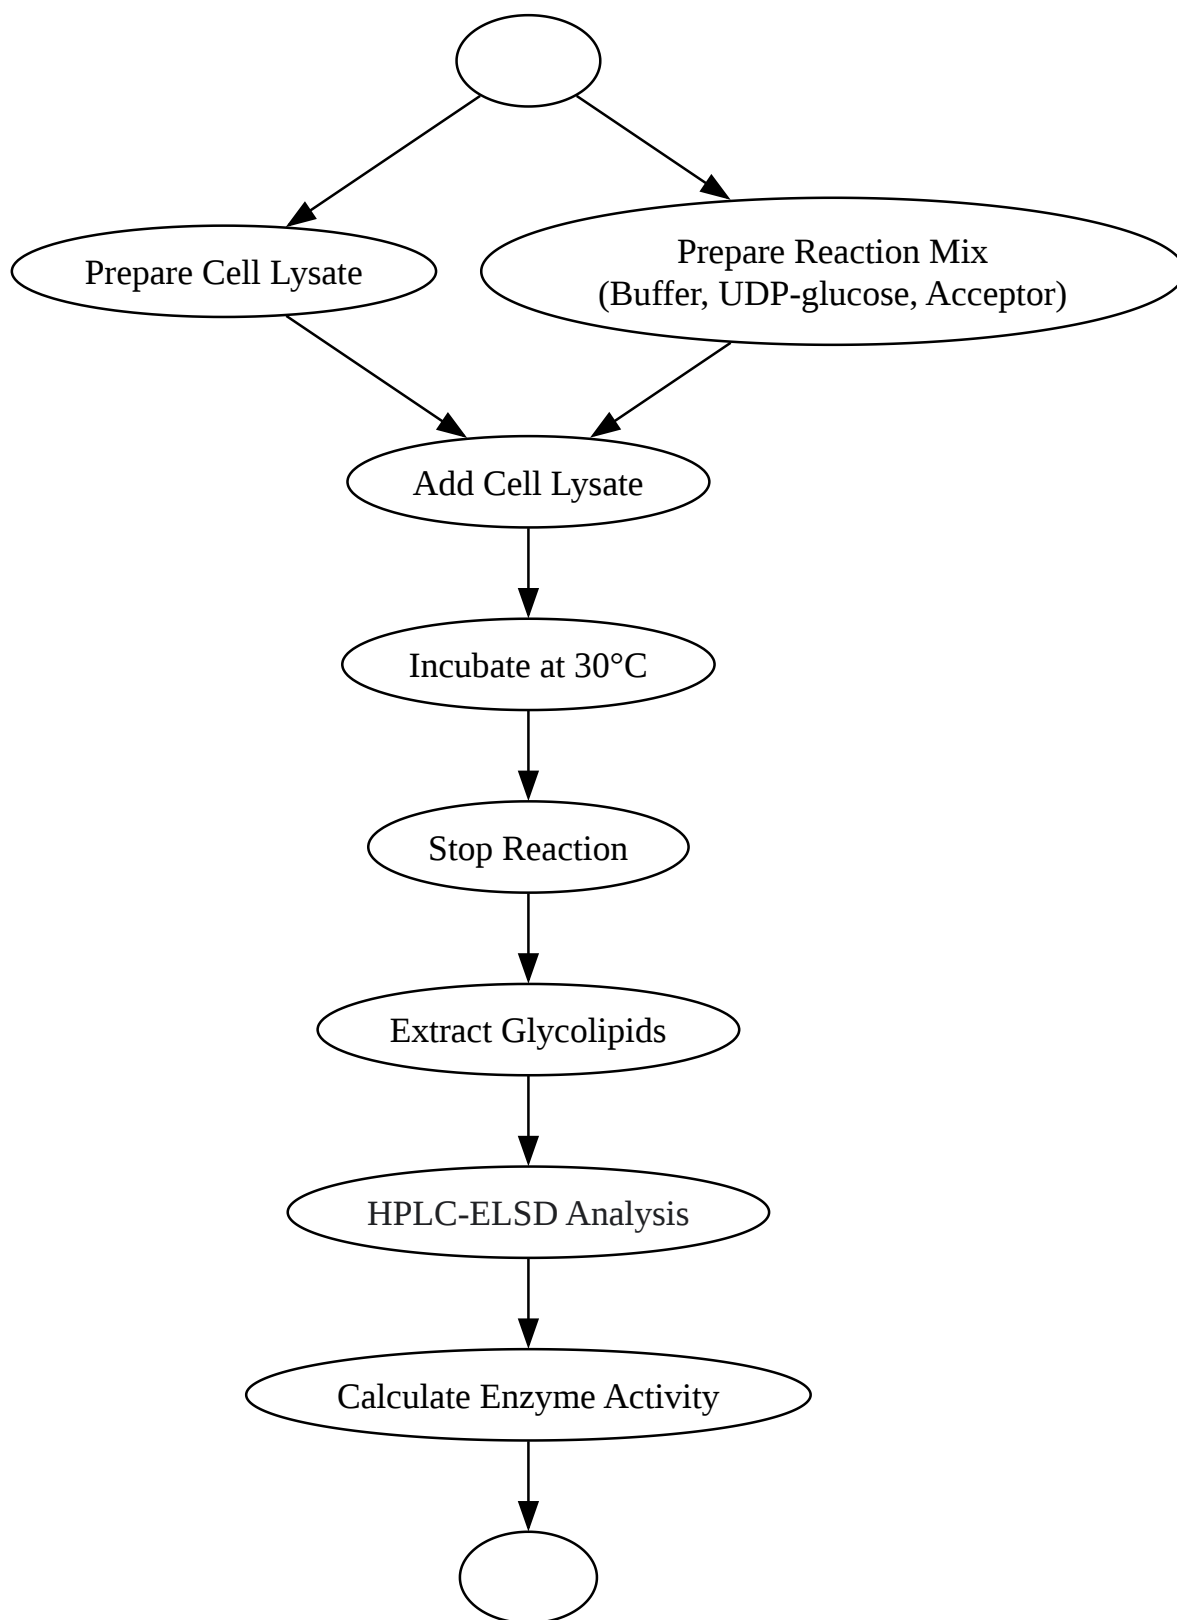 Prepare Cell Lysate
Prepare Reaction Mix
(Buffer, UDP-glucose, Acceptor)
Add Cell Lysate
Incubate at 30°C
Stop Reaction
Extract Glycolipids
HPLC-ELSD Analysis
Calculate Enzyme Activity